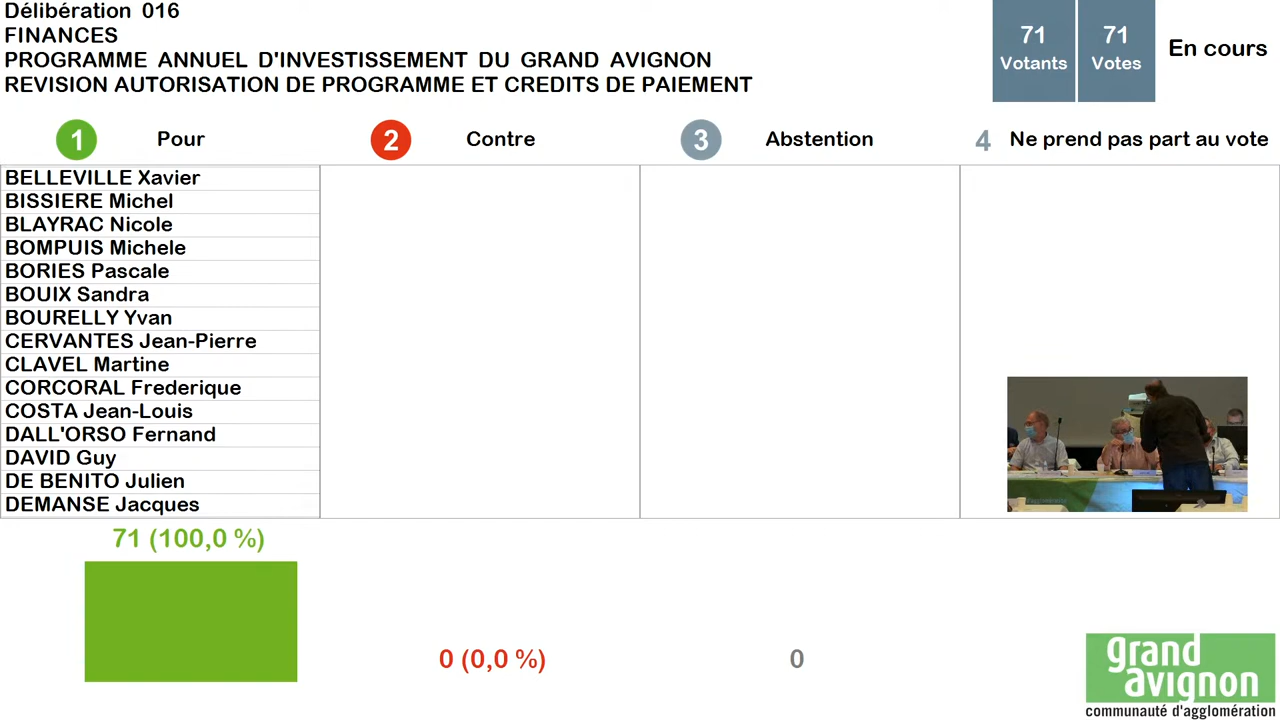 Délibération 016
FINANCES
PROGRAMME ANNUEL D'INVESTISSEMENT DU GRAND AVIGNON
REVISION AUTORISATION DE PROGRAMME ET CREDITS DE PAIEMENT
71
Votants
71
Votes
En cours
1
Pour
2
Contre
3
Abstention
4
Ne prend pas part au vote
BELLEVILLE Xavier
BISSIERE Michel
BLAYRAC Nicole
BOMPUIS Michele
BORIES Pascale
BOUIX Sandra
BOURELLY Yvan
CERVANTES Jean-Pierre
CLAVEL Martine
CORCORAL Frederique
COSTA Jean-Louis
DALL'ORSO Fernand
DAVID Guy
DE BENITO Julien
DEMANSE Jacques
71 (100,0 %)
0 (0,0 %)
0
grand
avignon
communauté d'agglomération